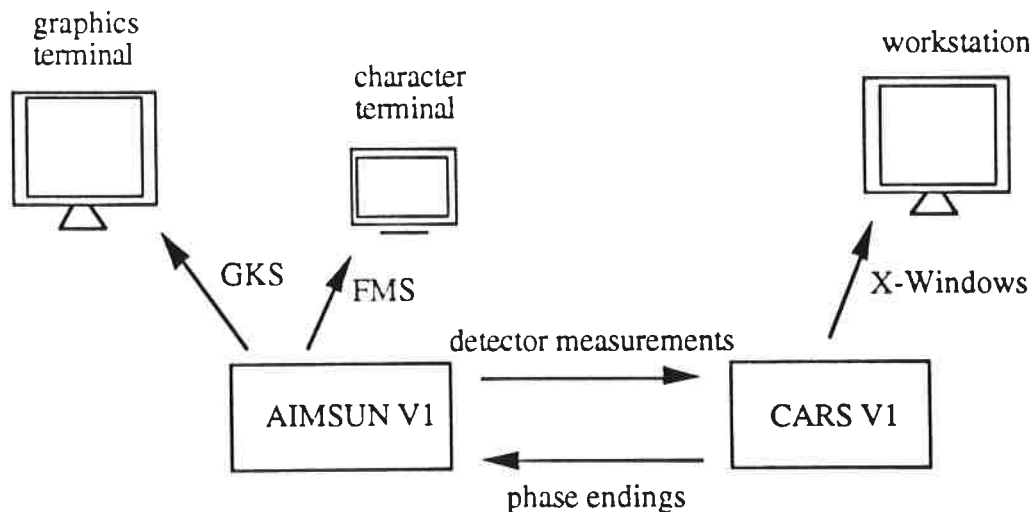 graphics
terminal
character
terminal
workstation
GKS
FMS
X-Windows
detector measurements
AIMSUN V1
CARS V1
phase endings